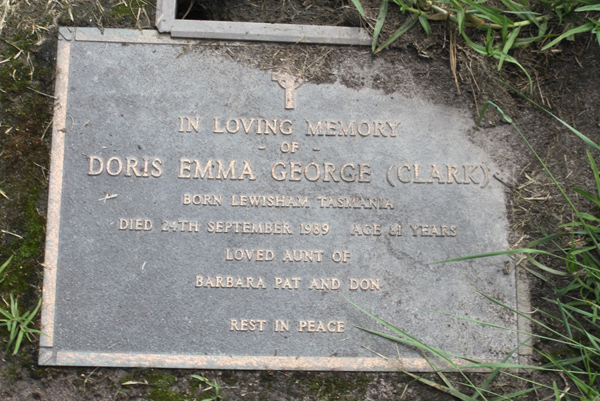 IN LOVING MEMORY
- OF -
DORIS EMMA GEORGE (CLARK)
BORN LEWISHAM TASMANIA
DIED 24TH SEPTEMBER 1989 AGE 81 YEARS
LOVED AUNT OF
BARBARA PAT AND DON
REST IN PEACE